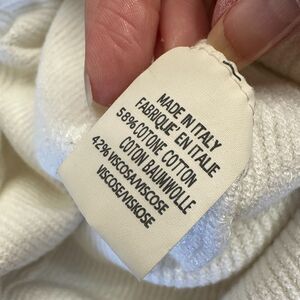 MADE IN ITALY
FABRIQUE' EN ITALIE
58% COTONE COTTON
COTON BAUMWOLLE
42% VISCOSA/VISCOSE
VISCOSE/VISKOSE